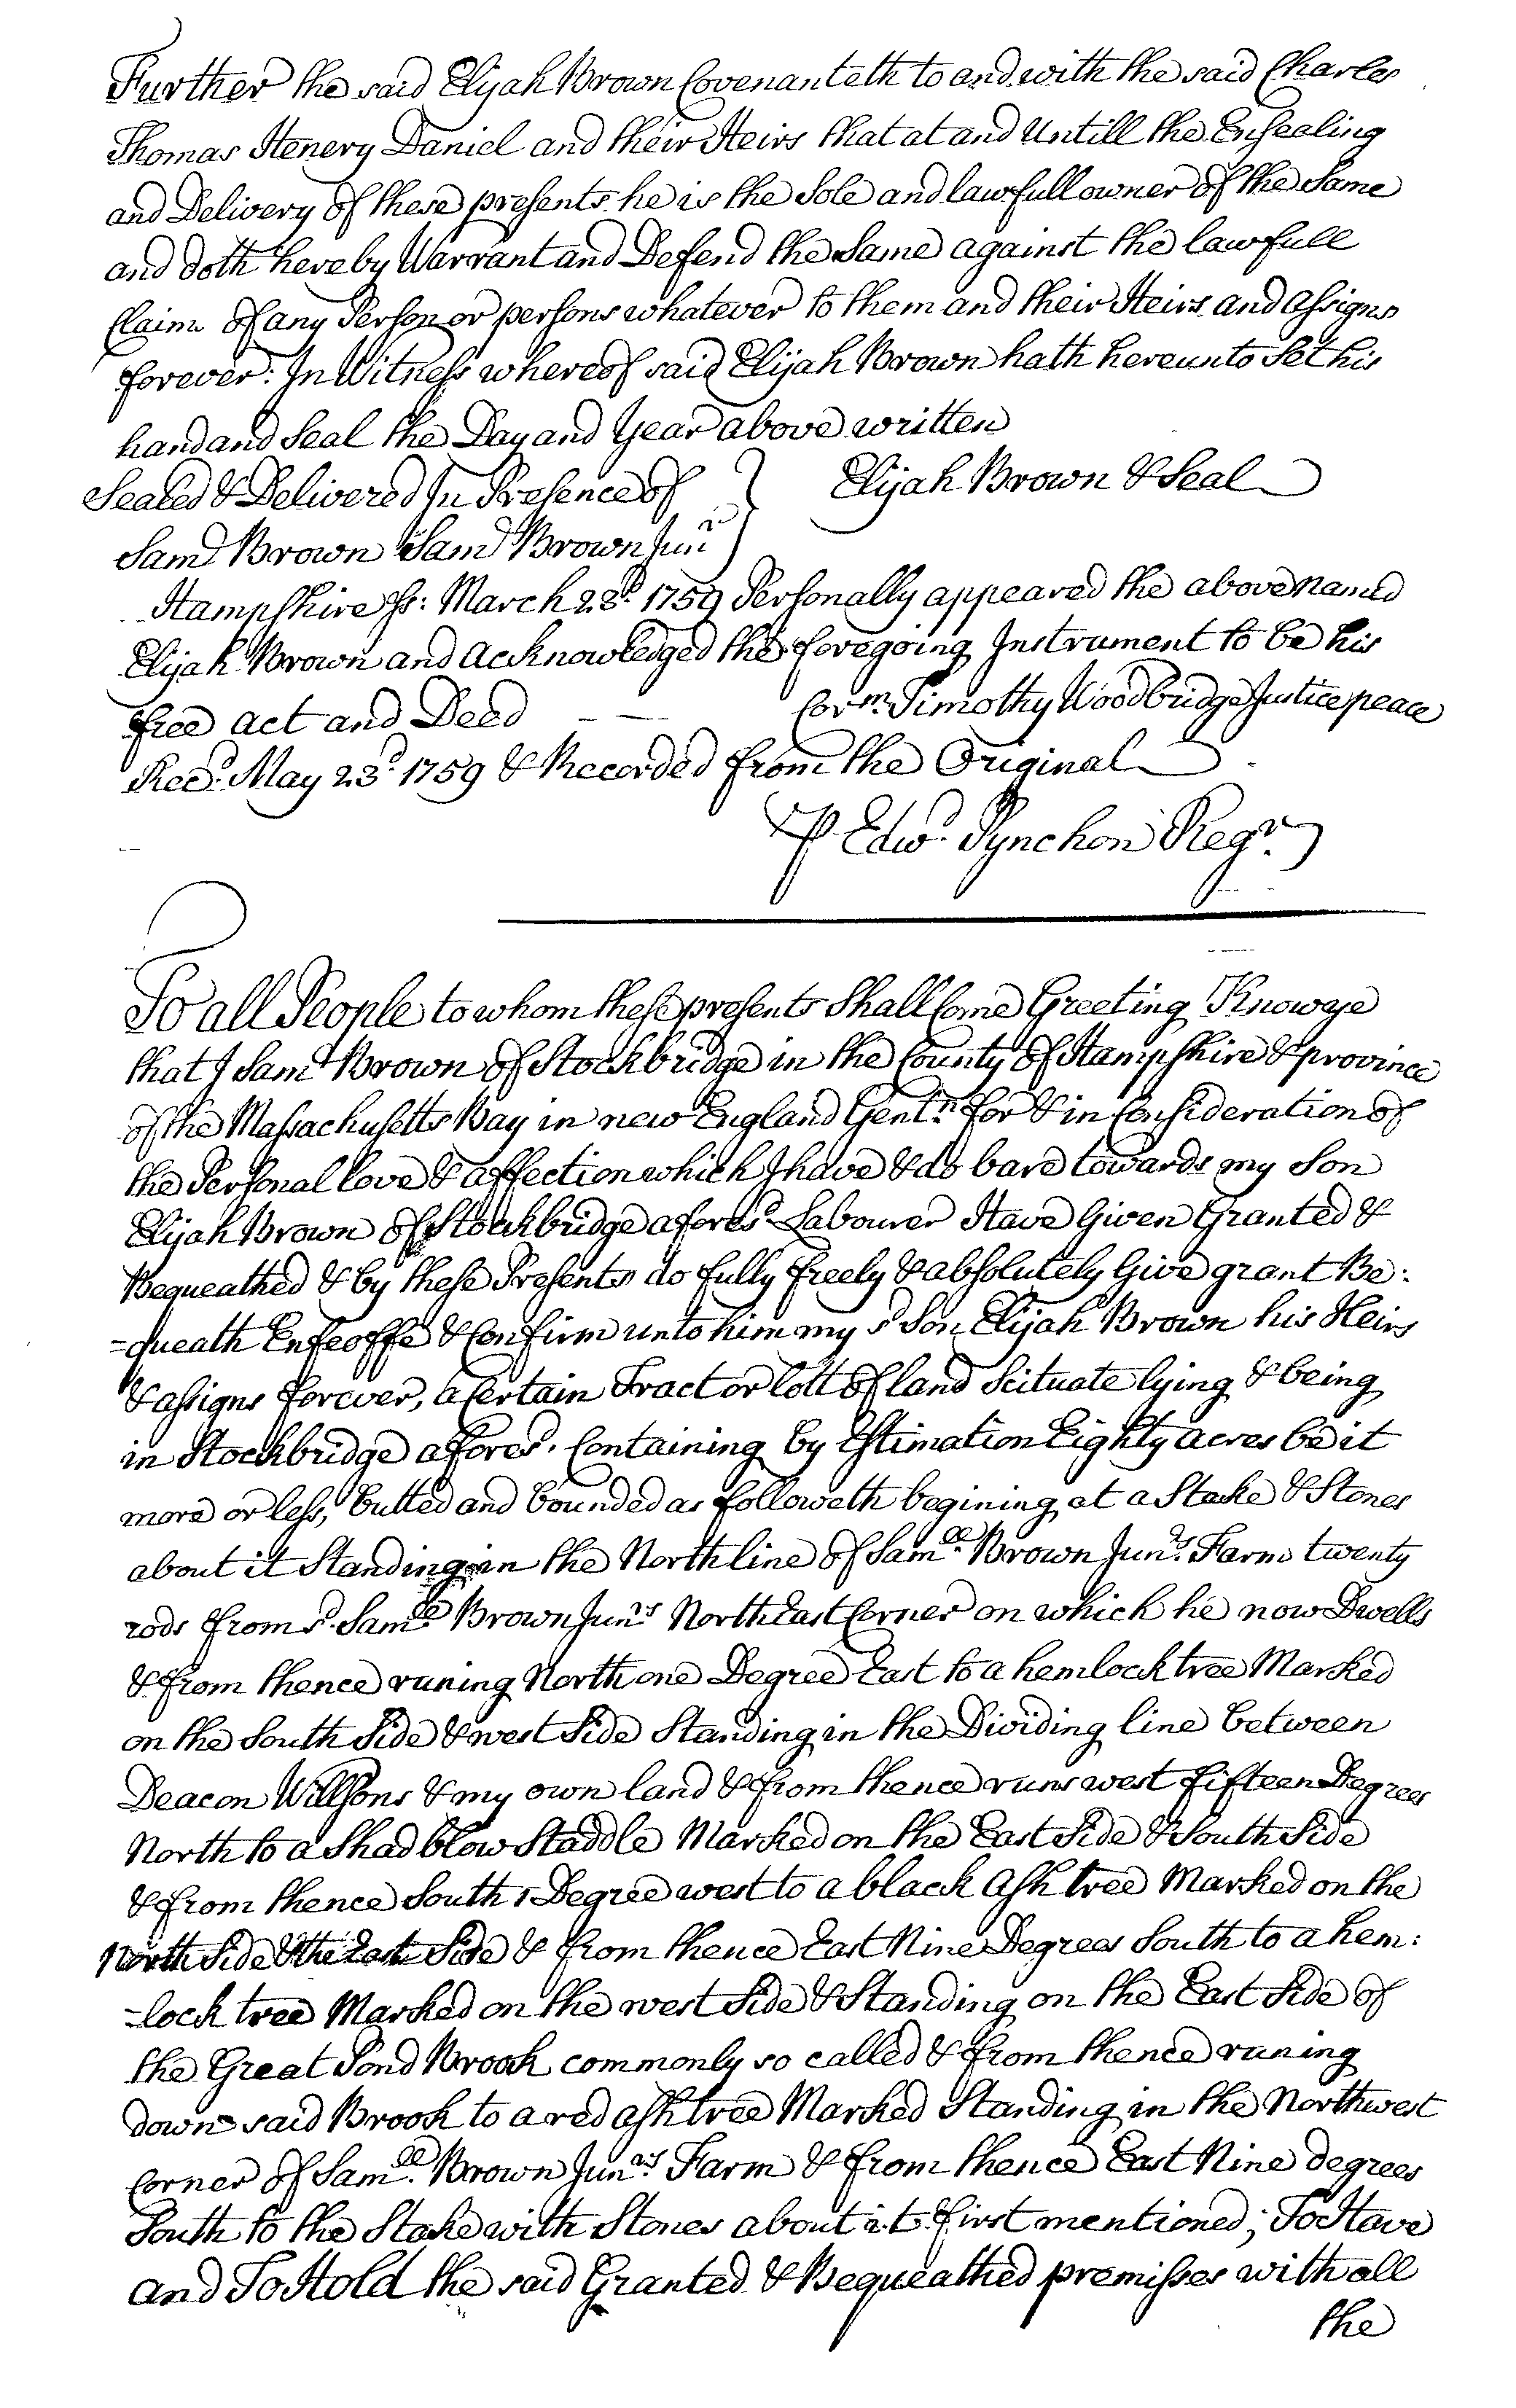 Further the said Elijah Brown Covenanteth to and with the said Charles
Thomas Henery Daniel and their Heirs that at and Untill the Ensealing
and Delivery of these presents he is the Sole and lawfull owner of the Same
and doth hereby Warrant and Defend the Same against the lawfull
Claim of any Person or persons whatever to them and their Heirs and Assigns
forever: In Witness whereof said Elijah Brown hath hereunto Set his
hand and Seal the Day and Year above written
Sealed & Delivered In Presence of } Elijah Brown & Seal
Saml Brown Saml Brown Junr
Hampshire ss: March 23d 1759 Personally appeared the above Named
Elijah Brown and Acknowledged the foregoing Instrument to be his
free act and Deed — — Corm Timothy Woodbridge Justice peace
Recd. May 23d 1759 & Recorded from the Original
P Edwd. Pynchon Regr.
To all People to whom these presents Shall Come Greeting Know ye
that I Saml Brown of Stockbridge in the County of Hampshire & province
of the Massachusetts Bay in new England Gentn. for & in Consideration of
the Personal love & affection which I have & do bare towards my Son
Elijah Brown of Stockbridge aforesd Labourer Have Given Granted &
Bequeathed & by these Presents do fully freely & absolutely Give grant Be:
=queath Enfeoffe & Confirm unto him my sd Son Elijah Brown his Heirs
& assigns forever, a Certain Tract or lott of land Scituate lying & being
in Stockbridge aforesd. Containing by Estimation Eighty acres be it
more or less, butted and bounded as followeth begining at a Stake & Stones
about it Standing in the North line of Samll. Brown Junrs. Farm twenty
rods from sd. Samll Brown Junrs North East Corner on which he now Dwells
& from thence runing North one Degree East to a hemlock tree Marked
on the South Side & west Side Standing in the Dividing line between
Deacon Willsons & my own land & from thence runs west fifteen Degrees
North to a Shad blow Staddle Marked on the East Side & South Side
& from thence South 1 Degree west to a black Ash tree Marked on the
North Side & the East Side & from thence East Nine Degrees South to a hem:
=lock tree Marked on the west Side & Standing on the East Side of
the Great Pond Brook commonly so called & from thence runing
down said Brook to a red ash tree Marked Standing in the Northwest
Corner of Samll. Brown Junrs Farm & from thence East Nine degrees
South to the Stake with Stones about it first mentioned; To Have
and To Hold the said Granted & Bequeathed premisses with all
the